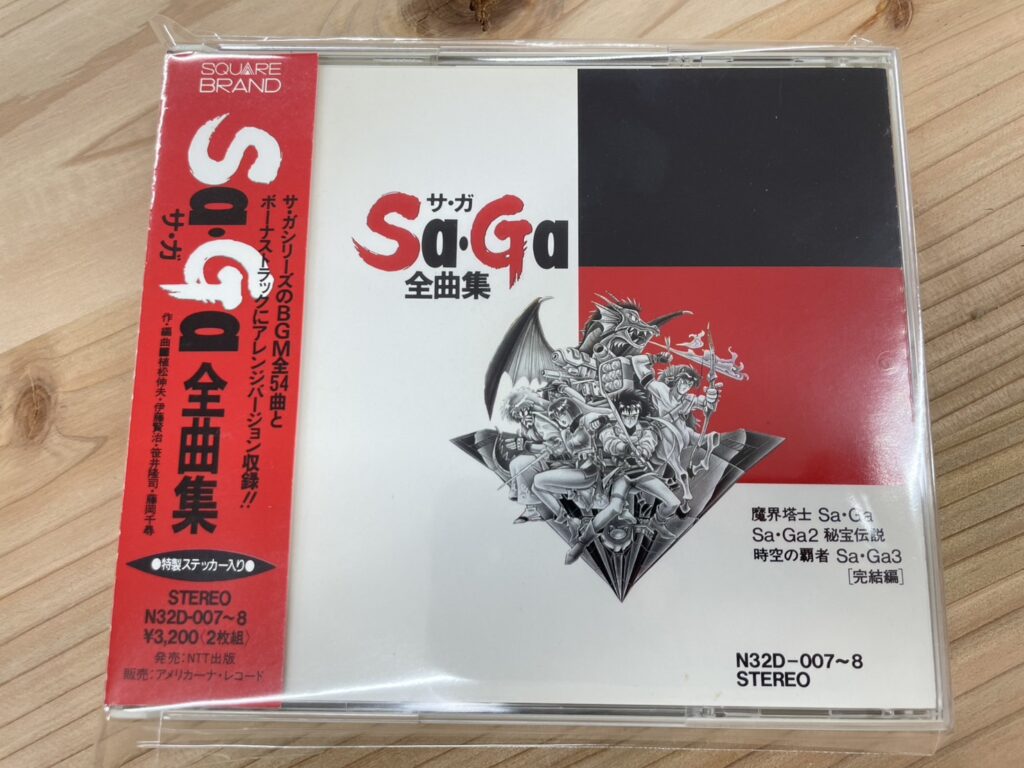 SQUARE
BRAND
Sa・Ga 全曲集
サ・ガ
サ・ガシリーズのBGM全54曲と
ボーナストラックにアレンジバージョン収録!!
作・編曲■植松伸夫・伊藤賢治・笹井隆司・藤岡千尋
●特製ステッカー入り●
STEREO
N32D-007~8
¥3,200〈2枚組〉
発売:NTT出版
販売:アメリカーナ・レコード
サ・ガ
Sa・Ga
全曲集
魔界塔士 Sa・Ga
Sa・Ga2 秘宝伝説
時空の覇者 Sa・Ga3
[完結編]
N32D-007~8
STEREO